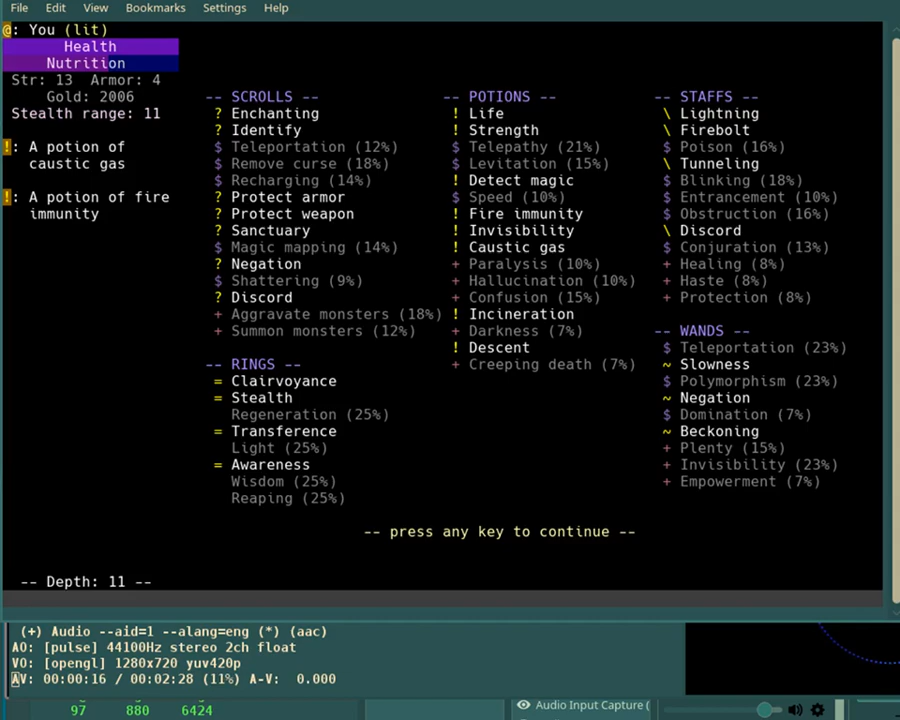 File Edit View Bookmarks Settings Help
@: You (lit)
Health
Nutrition
Str: 13 Armor: 4
Gold: 2006
Stealth range: 11
!: A potion of
caustic gas
!: A potion of fire
immunity
-- SCROLLS --
? Enchanting
? Identify
$ Teleportation (12%)
$ Remove curse (18%)
$ Recharging (14%)
? Protect armor
? Protect weapon
? Sanctuary
$ Magic mapping (14%)
? Negation
$ Shattering (9%)
? Discord
+ Aggravate monsters (18%)
+ Summon monsters (12%)
-- RINGS --
= Clairvoyance
= Stealth
Regeneration (25%)
= Transference
Light (25%)
= Awareness
Wisdom (25%)
Reaping (25%)
-- POTIONS --
! Life
! Strength
$ Telepathy (21%)
$ Levitation (15%)
! Detect magic
$ Speed (10%)
! Fire immunity
! Invisibility
! Caustic gas
+ Paralysis (10%)
+ Hallucination (10%)
+ Confusion (15%)
! Incineration
+ Darkness (7%)
! Descent
+ Creeping death (7%)
-- STAFFS --
\ Lightning
\ Firebolt
$ Poison (16%)
\ Tunneling
$ Blinking (18%)
$ Entrancement (10%)
$ Obstruction (16%)
\ Discord
$ Conjuration (13%)
+ Healing (8%)
+ Haste (8%)
+ Protection (8%)
-- WANDS --
$ Teleportation (23%)
~ Slowness
$ Polymorphism (23%)
~ Negation
$ Domination (7%)
~ Beckoning
+ Plenty (15%)
+ Invisibility (23%)
+ Empowerment (7%)
-- press any key to continue --
-- Depth: 11 --
(+) Audio --aid=1 --alang=eng (*) (aac)
AO: [pulse] 44100Hz stereo 2ch float
VO: [opengl] 1280x720 yuv420p
AV: 00:00:16 / 00:02:28 (11%) A-V: 0.000
97 880 6424
Audio Input Capture (